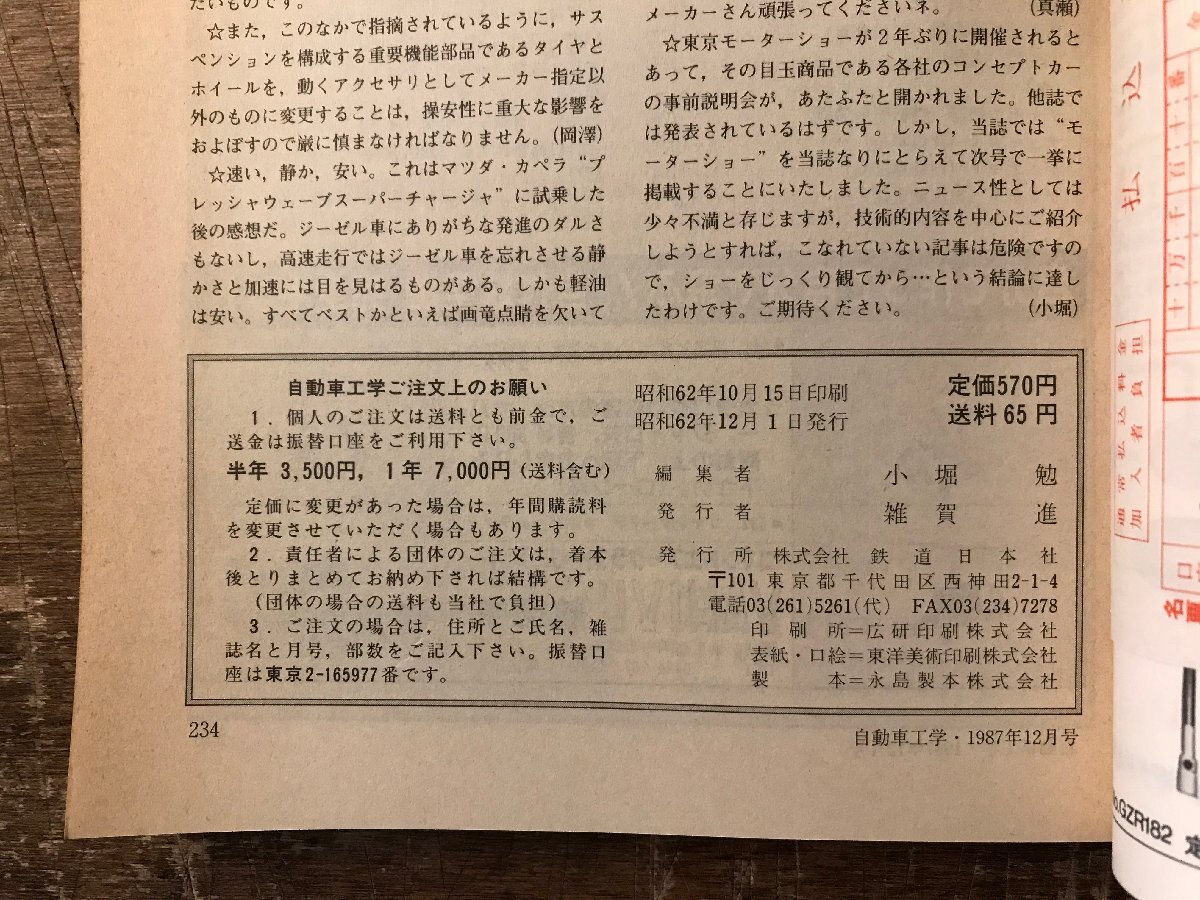 たいものです。
☆また，このなかで指摘されているように，サス
ペンションを構成する重要機能部品であるタイヤと
ホイールを，動くアクセサリとしてメーカー指定以
外のものに変更することは，操安性に重大な影響を
およぼすので厳に慎まなければなりません。(岡澤)
☆速い，静か，安い。これはマツダ・カペラ“プ
レッシャウェーブスーパーチャージャ”に試乗した
後の感想だ。ジーゼル車にありがちな発進のダルさ
もないし，高速走行ではジーゼル車を忘れさせる静
かさと加速には目を見はるものがある。しかも軽油
は安い。すべてベストかといえば画竜点睛を欠いて
メーカーさん頑張ってくださいネ。 (真瀬)
☆東京モーターショーが2年ぶりに開催されると
あって，その目玉商品である各社のコンセプトカー
の事前説明会が，あたふたと開かれました。他誌で
は発表されているはずです。しかし，当誌では“モ
ーターショー”を当誌なりにとらえて次号で一挙に
掲載することにいたしました。ニュース性としては
少々不満と存じますが，技術的内容を中心にご紹介
しようとすれば，こなれていない記事は危険ですの
で，ショーをじっくり観てから…という結論に達し
たわけです。ご期待ください。 (小堀)
自動車工学ご注文上のお願い
1．個人のご注文は送料とも前金で，ご
送金は振替口座をご利用下さい。
半年 3,500円，1年 7,000円(送料含む)
定価に変更があった場合は，年間購読料
を変更させていただく場合もあります。
2．責任者による団体のご注文は，着本
後とりまとめてお納め下されば結構です。
(団体の場合の送料も当社で負担)
3．ご注文の場合は，住所とご氏名，雑
誌名と月号，部数をご記入下さい。振替口
座は東京2-165977番です。
昭和62年10月15日印刷
昭和62年12月1日発行
定価570円
送料65円
編集者 小堀 勉
発行者 雑賀 進
発行所 株式会社 鉄道日本社
〒101 東京都千代田区西神田2-1-4
電話03(261)5261(代) FAX03(234)7278
印刷所＝広研印刷株式会社
表紙・口絵＝東洋美術印刷株式会社
製本＝永島製本株式会社
234
自動車工学・1987年12月号
込
払
番
十
百
千
万
十
通常払込料金
加入者負担
口
名
No.GZR182 定